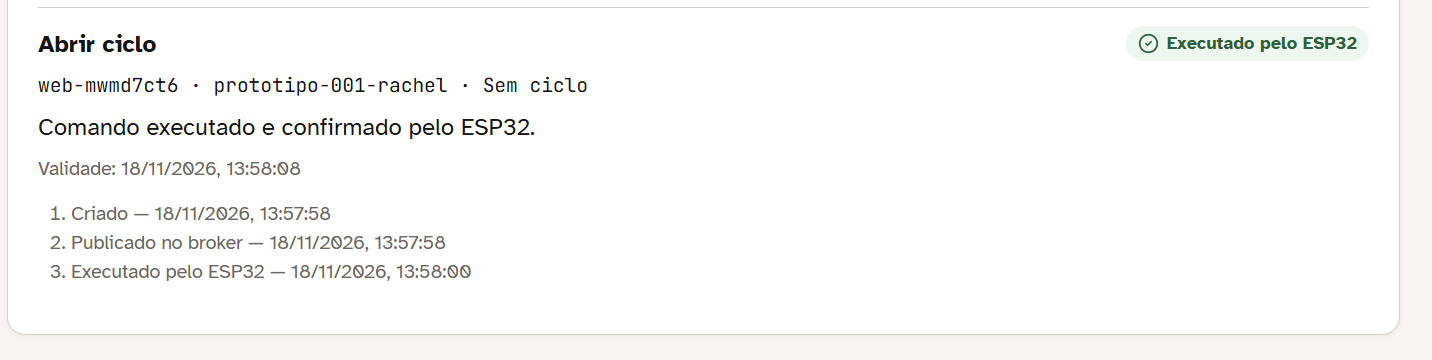 Abrir ciclo
Executado pelo ESP32
web-mwmd7ct6 · prototipo-001-rachel · Sem ciclo
Comando executado e confirmado pelo ESP32.
Validade: 18/11/2026, 13:58:08
1. Criado — 18/11/2026, 13:57:58
2. Publicado no broker — 18/11/2026, 13:57:58
3. Executado pelo ESP32 — 18/11/2026, 13:58:00